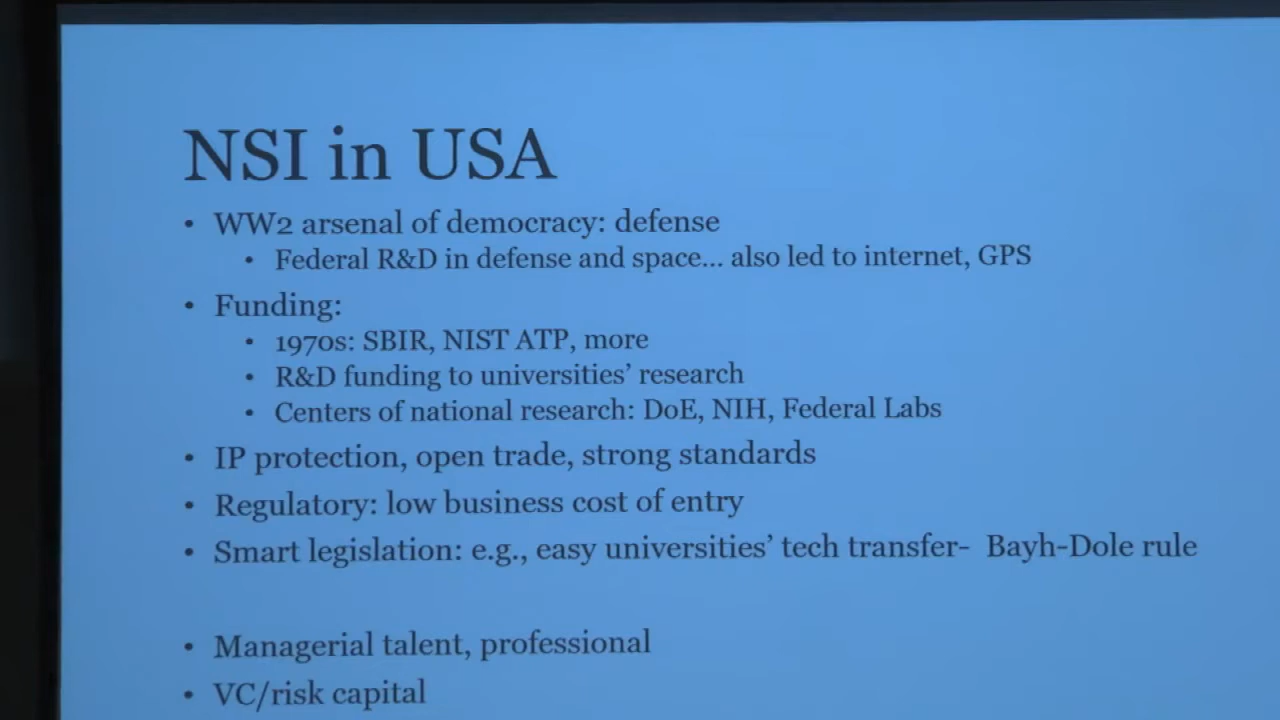 NSI in USA
• WW2 arsenal of democracy: defense
• Federal R&D in defense and space... also led to internet, GPS
• Funding:
• 1970s: SBIR, NIST ATP, more
• R&D funding to universities' research
• Centers of national research: DoE, NIH, Federal Labs
• IP protection, open trade, strong standards
• Regulatory: low business cost of entry
• Smart legislation: e.g., easy universities' tech transfer- Bayh-Dole rule
• Managerial talent, professional
• VC/risk capital